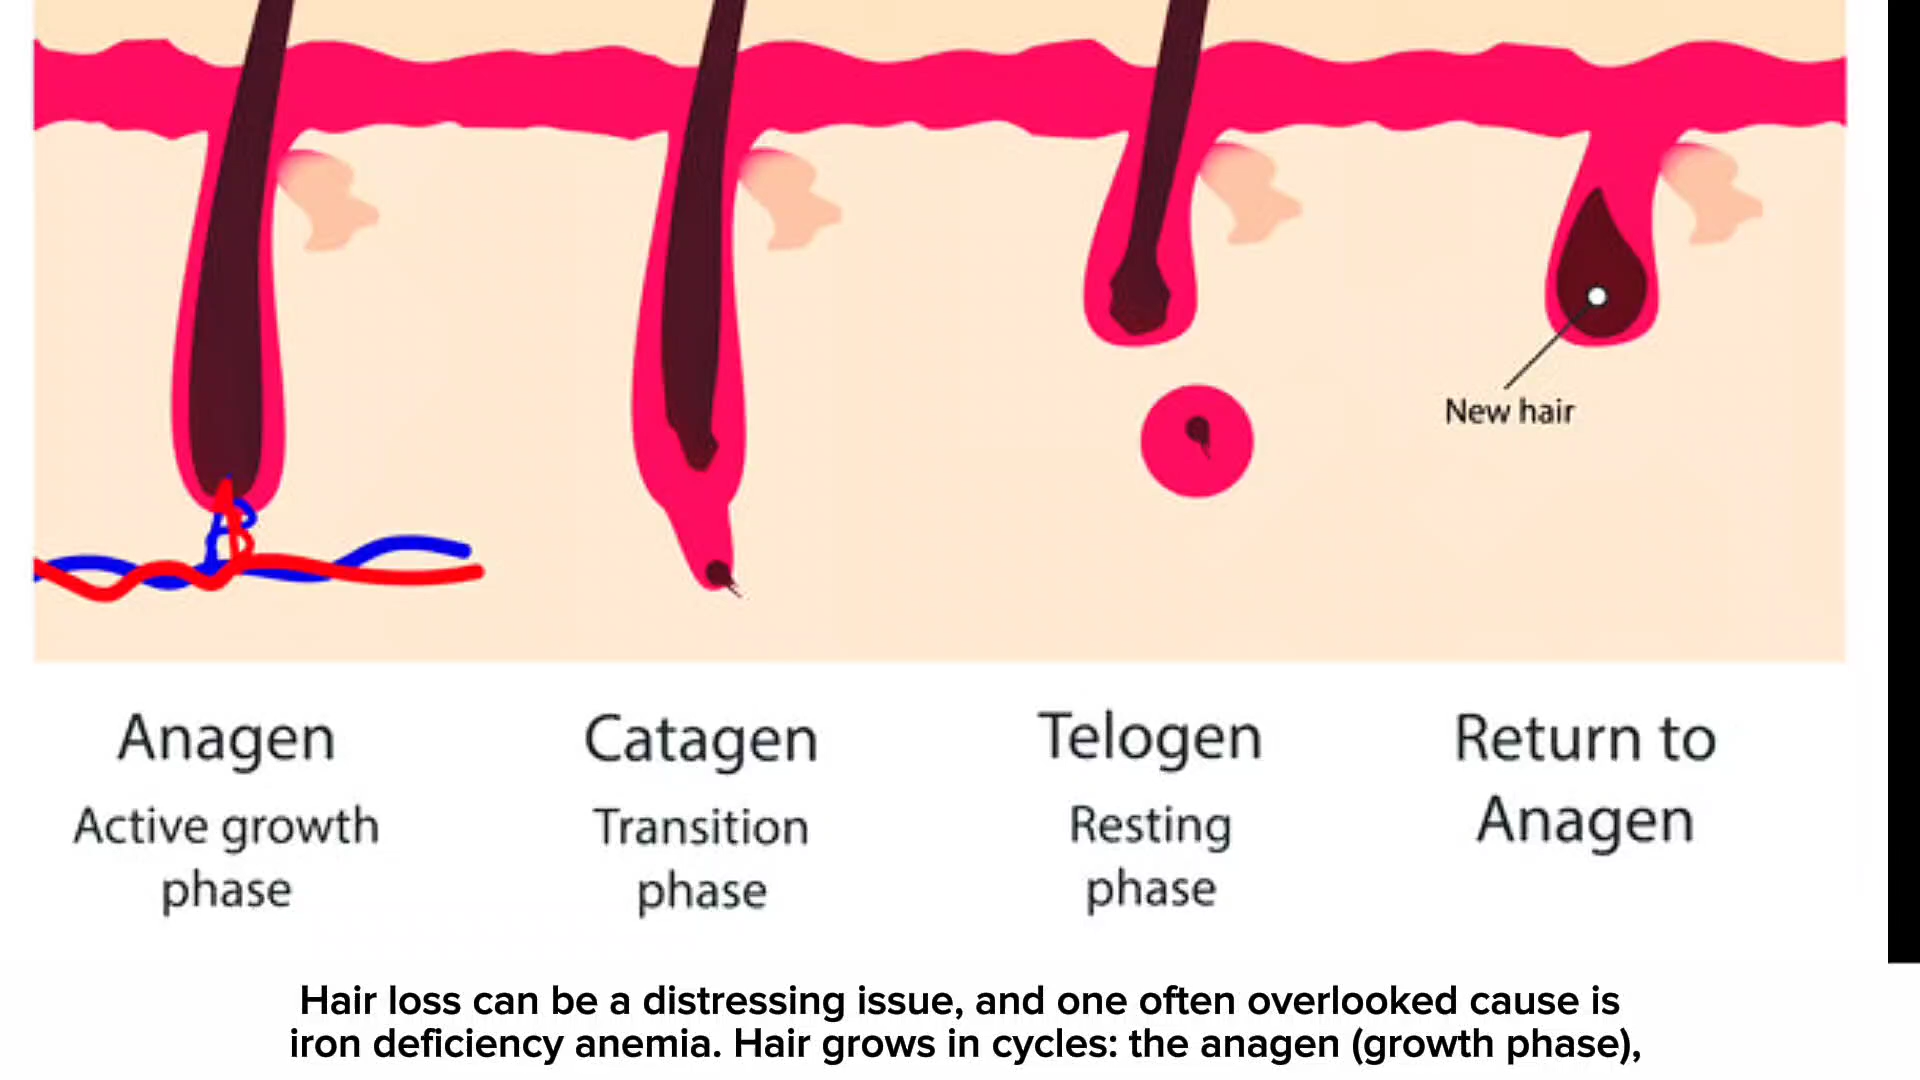 New hair
Anagen
Active growth
phase
Catagen
Transition
phase
Telogen
Resting
phase
Return to
Anagen
Hair loss can be a distressing issue, and one often overlooked cause is
iron deficiency anemia. Hair grows in cycles: the anagen (growth phase),